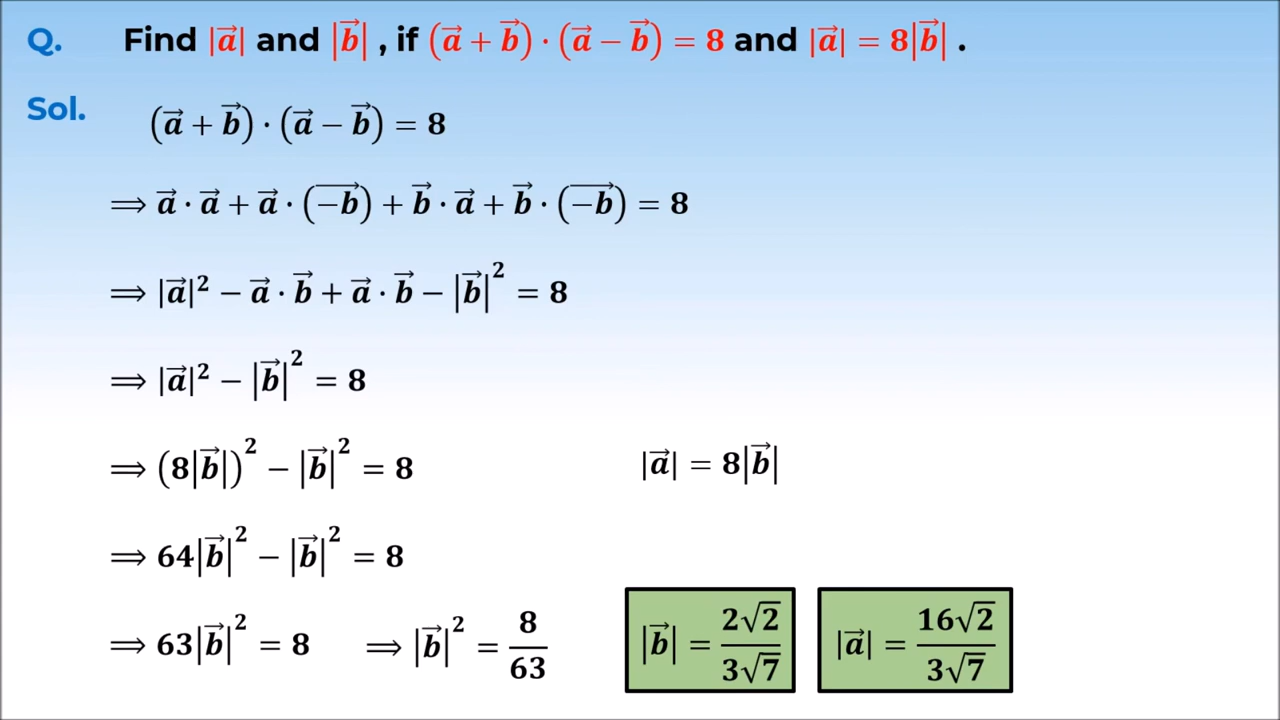 Q. Find |a⃗| and |b⃗| , if (a⃗ + b⃗) · (a⃗ − b⃗) = 8 and |a⃗| = 8|b⃗| .
Sol. (a⃗ + b⃗) · (a⃗ − b⃗) = 8
⟹ a⃗ · a⃗ + a⃗ · (\overrightarrow{−b}) + b⃗ · a⃗ + b⃗ · (\overrightarrow{−b}) = 8
⟹ |a⃗|² − a⃗ · b⃗ + a⃗ · b⃗ − |b⃗|² = 8
⟹ |a⃗|² − |b⃗|² = 8
⟹ (8|b⃗|)² − |b⃗|² = 8 |a⃗| = 8|b⃗|
⟹ 64|b⃗|² − |b⃗|² = 8
⟹ 63|b⃗|² = 8 ⟹ |b⃗|² = 8/63 |b⃗| = 2√2/3√7 |a⃗| = 16√2/3√7